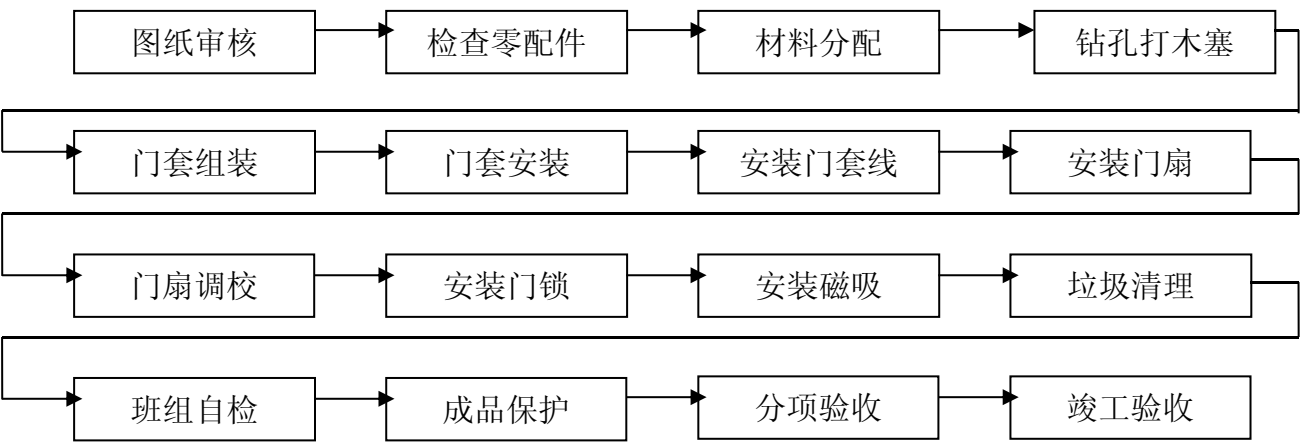 图纸审核 检查零配件 材料分配 钻孔打木塞
门套组装 门套安装 安装门套线 安装门扇
门扇调校 安装门锁 安装磁吸 垃圾清理
班组自检 成品保护 分项验收 竣工验收